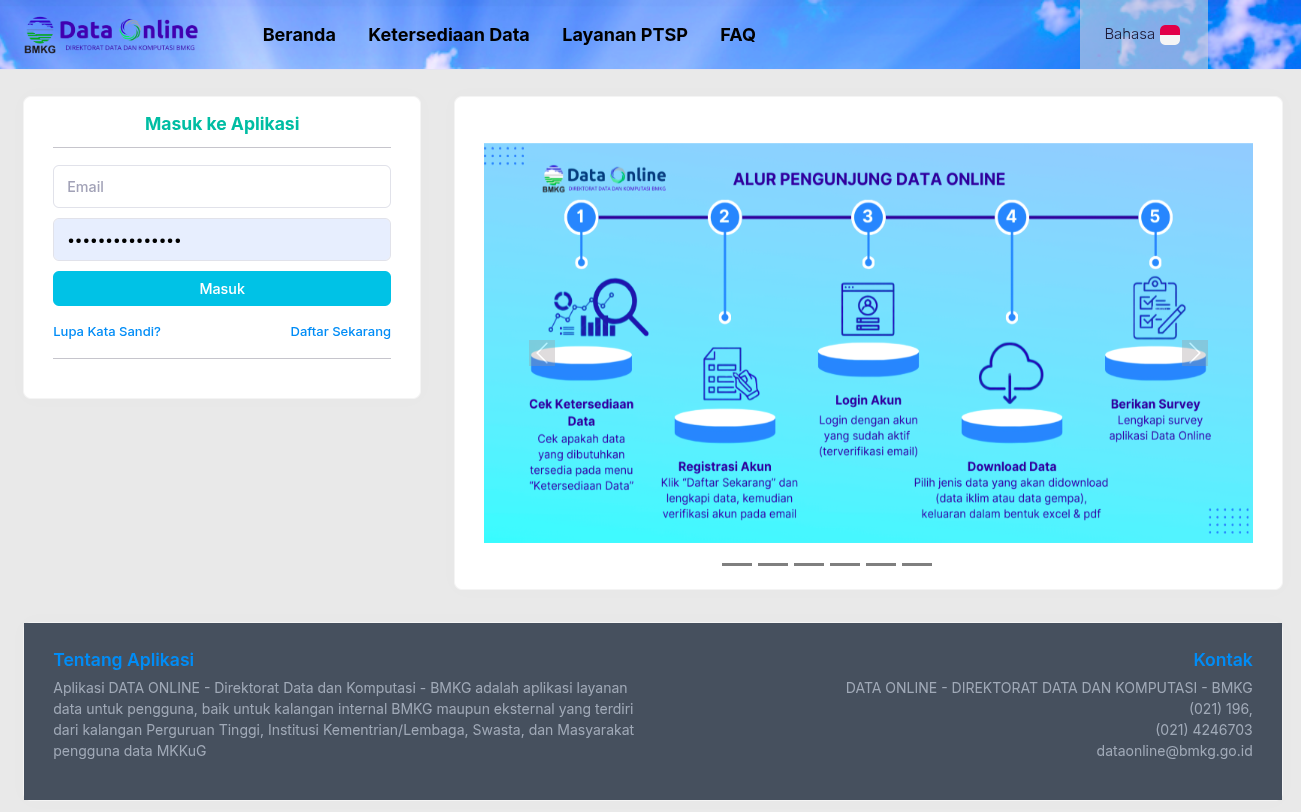 BMKG
Data Online
DIREKTORAT DATA DAN KOMPUTASI BMKG
Beranda
Ketersediaan Data
Layanan PTSP
FAQ
Bahasa
Masuk ke Aplikasi
Email
•••••••••••••••
Masuk
Lupa Kata Sandi?
Daftar Sekarang
BMKG
Data Online
DIREKTORAT DATA DAN KOMPUTASI BMKG
ALUR PENGUNJUNG DATA ONLINE
1
2
3
4
5
Cek Ketersediaan
Data
Cek apakah data
yang dibutuhkan
tersedia pada menu
"Ketersediaan Data"
Registrasi Akun
Klik "Daftar Sekarang" dan
lengkapi data, kemudian
verifikasi akun pada email
Login Akun
Login dengan akun
yang sudah aktif
(terverifikasi email)
Download Data
Pilih jenis data yang akan didownload
(data iklim atau data gempa),
keluaran dalam bentuk excel & pdf
Berikan Survey
Lengkapi survey
aplikasi Data Online
Tentang Aplikasi
Aplikasi DATA ONLINE - Direktorat Data dan Komputasi - BMKG adalah aplikasi layanan
data untuk pengguna, baik untuk kalangan internal BMKG maupun eksternal yang terdiri
dari kalangan Perguruan Tinggi, Institusi Kementrian/Lembaga, Swasta, dan Masyarakat
pengguna data MKKuG
Kontak
DATA ONLINE - DIREKTORAT DATA DAN KOMPUTASI - BMKG
(021) 196,
(021) 4246703
dataonline@bmkg.go.id